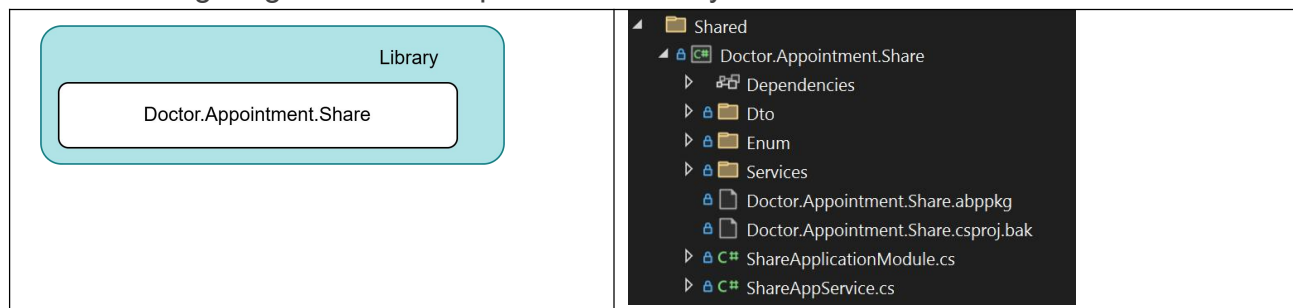 Library
Doctor.Appointment.Share
Shared
C# Doctor.Appointment.Share
Dependencies
Dto
Enum
Services
Doctor.Appointment.Share.abppkg
Doctor.Appointment.Share.csproj.bak
C# ShareApplicationModule.cs
C# ShareAppService.cs